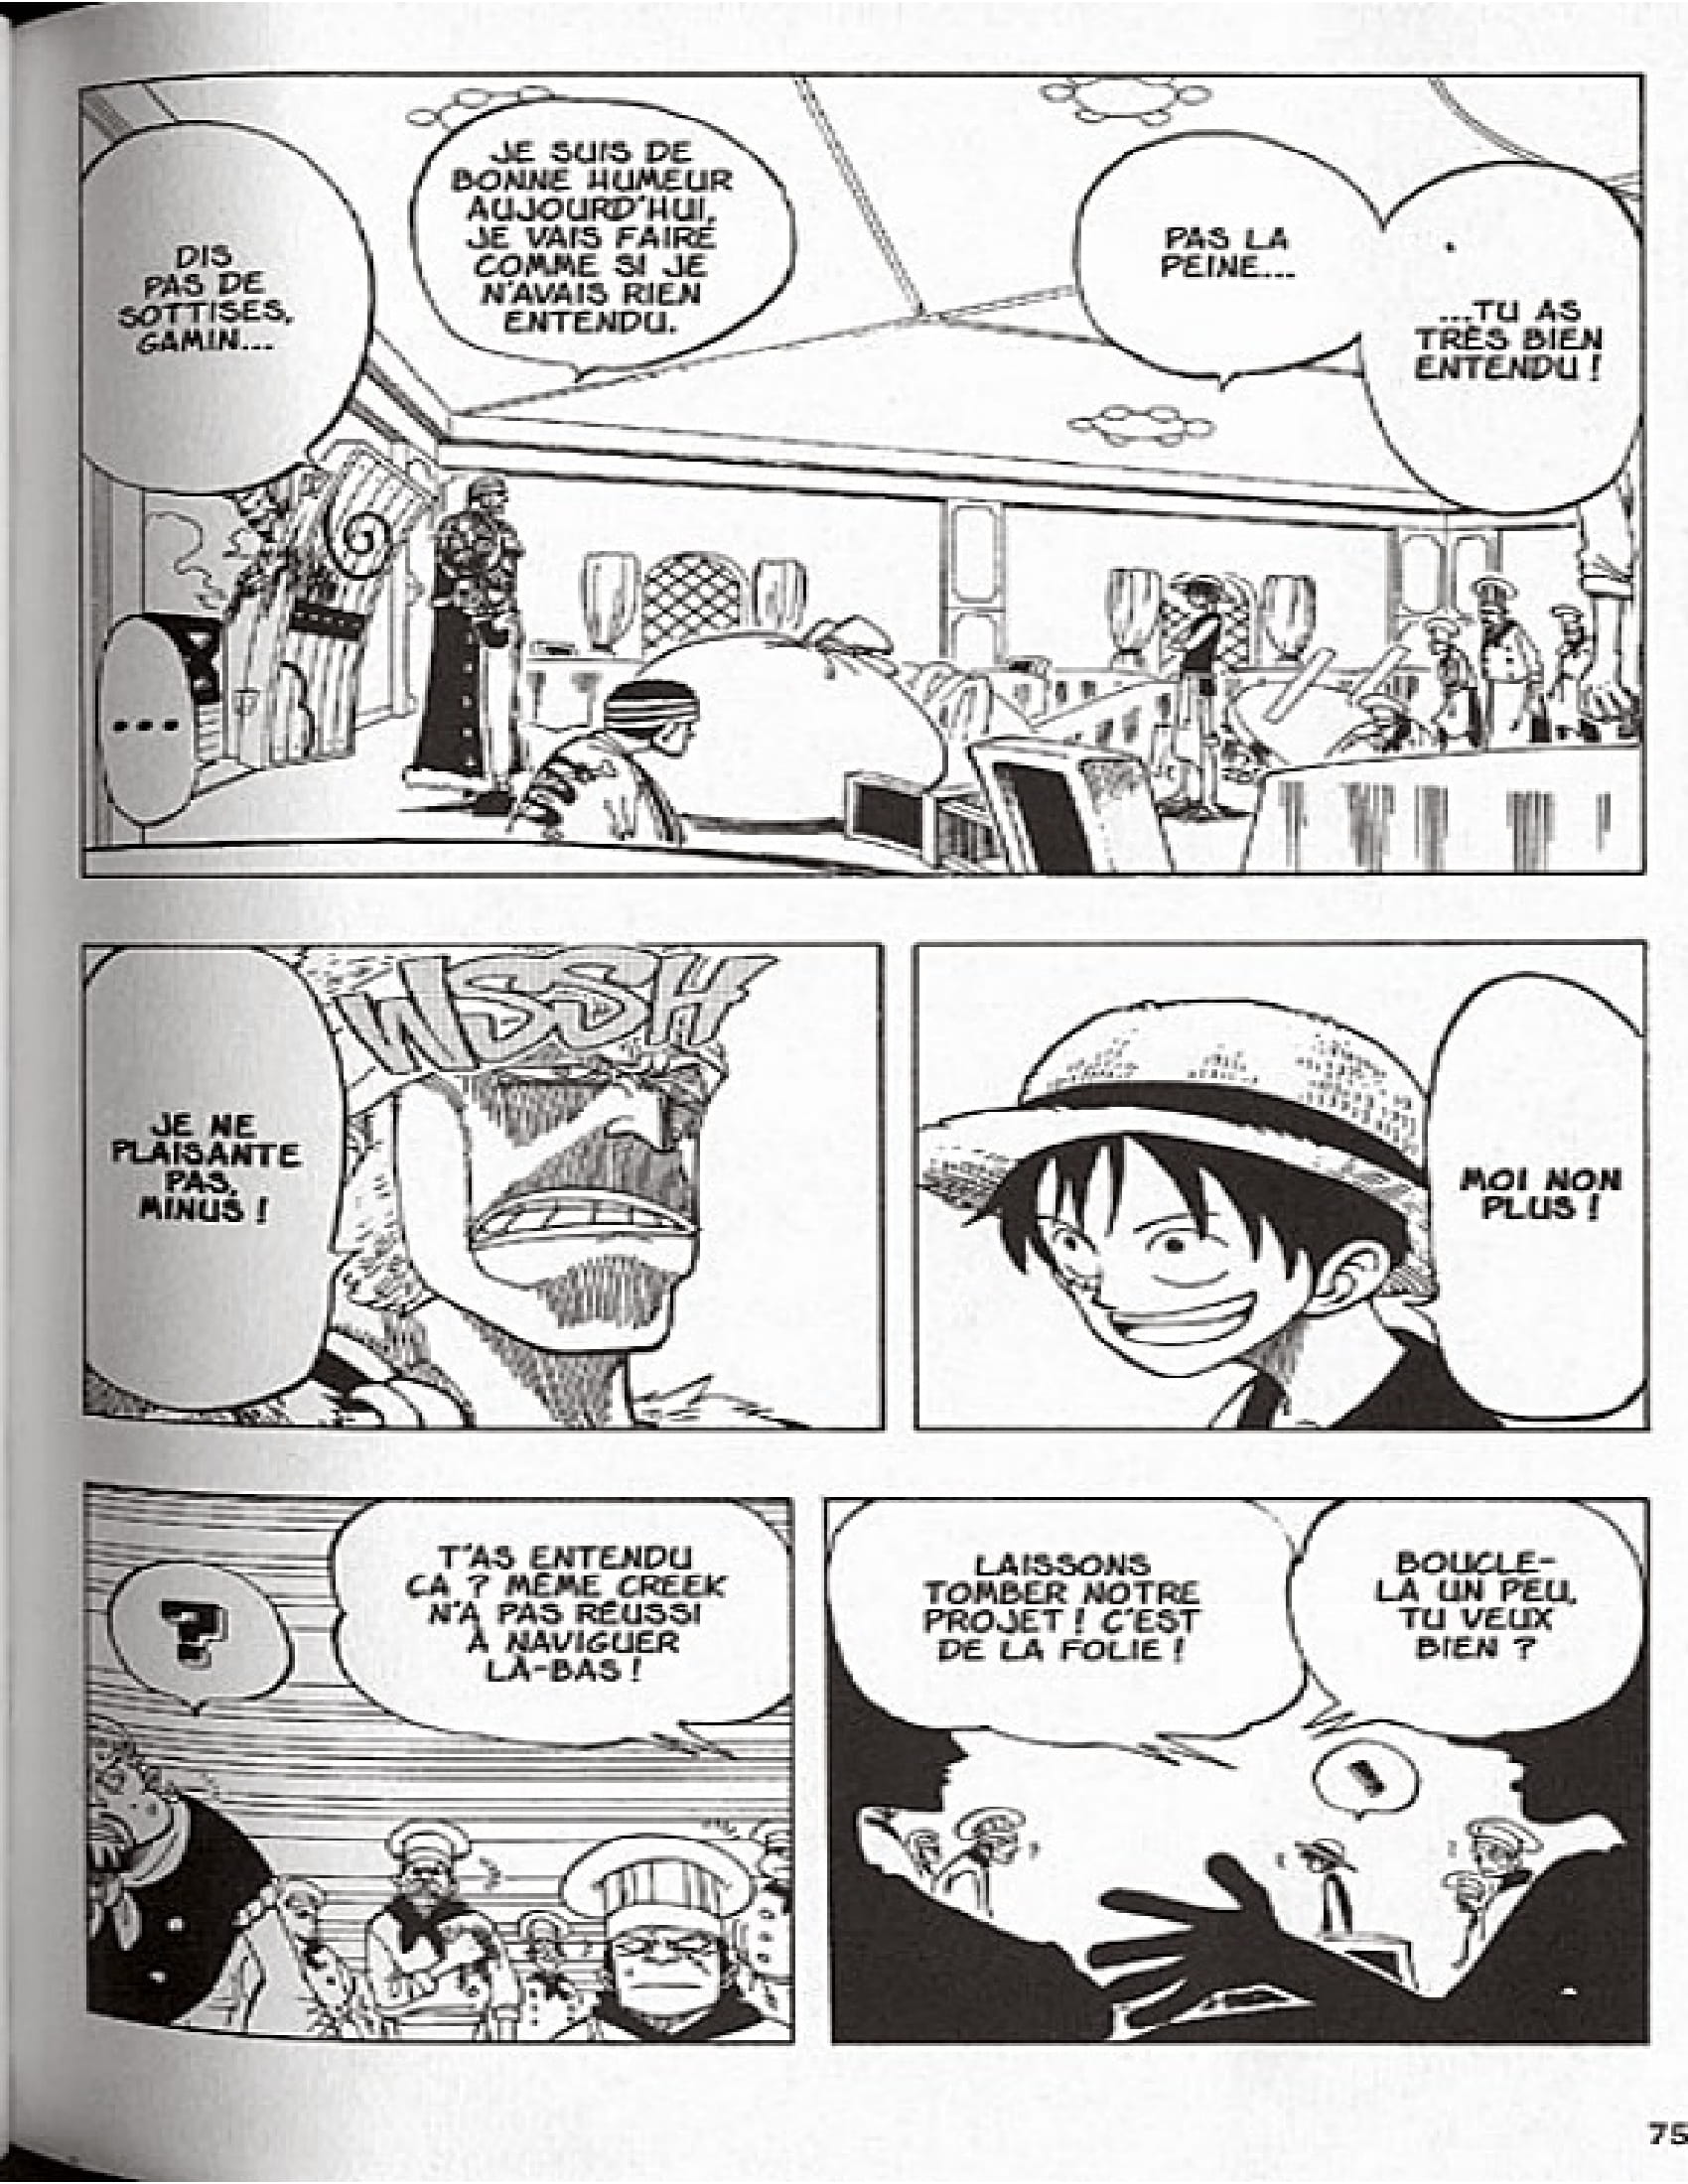 DIS
PAS DE
SOTTISES,
GAMIN...
JE SUIS DE
BONNE HUMEUR
AUJOURD'HUI,
JE VAIS FAIRE
COMME SI JE
N'AVAIS RIEN
ENTENDU.
PAS LA
PEINE...
...TU AS
TRÈS BIEN
ENTENDU !
...
JE NE
PLAISANTE
PAS,
MINUS !
WSSH
MOI NON
PLUS !
?
T'AS ENTENDU
ÇA ? MÊME CREEK
N'A PAS RÉUSSI
À NAVIGUER
LÀ-BAS !
LAISSONS
TOMBER NOTRE
PROJET ! C'EST
DE LA FOLIE !
BOUCLE-
LA UN PEU,
TU VEUX
BIEN ?
!
75